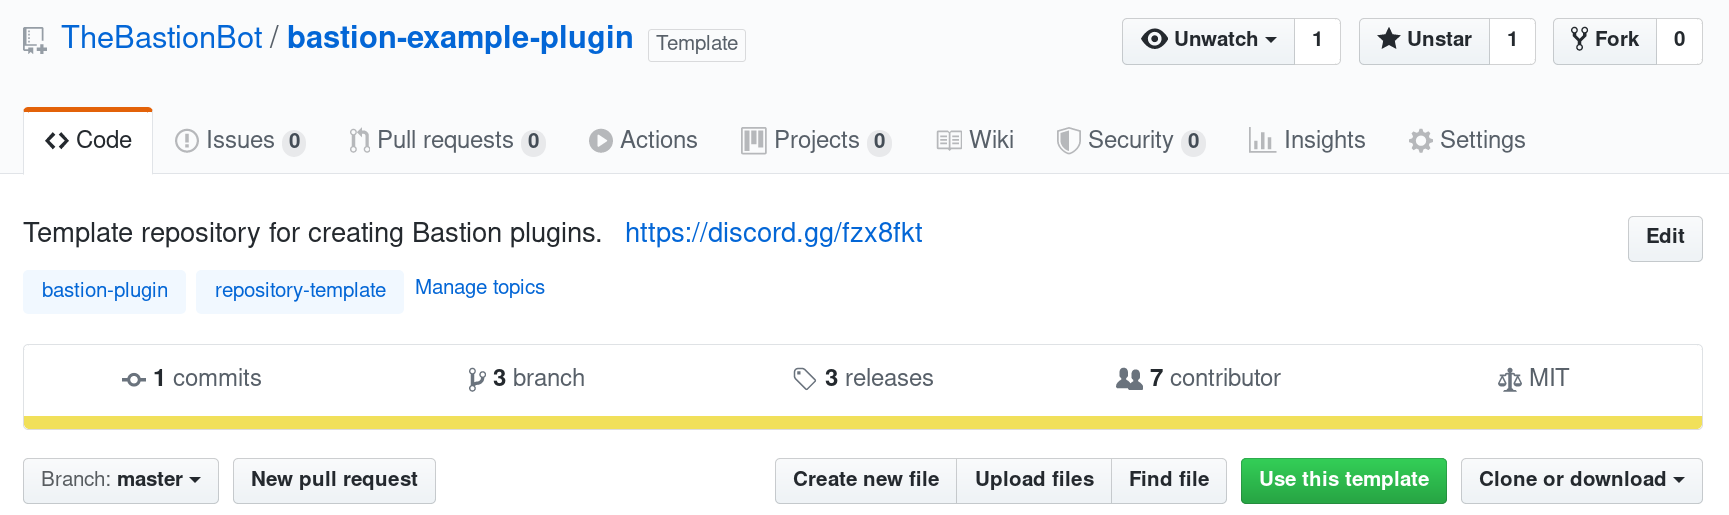 TheBastionBot / bastion-example-plugin Template Unwatch 1 Unstar 1 Fork 0
Code Issues 0 Pull requests 0 Actions Projects 0 Wiki Security 0 Insights Settings
Template repository for creating Bastion plugins. https://discord.gg/fzx8fkt Edit
bastion-plugin repository-template Manage topics
1 commits 3 branch 3 releases 7 contributor MIT
Branch: master New pull request Create new file Upload files Find file Use this template Clone or download